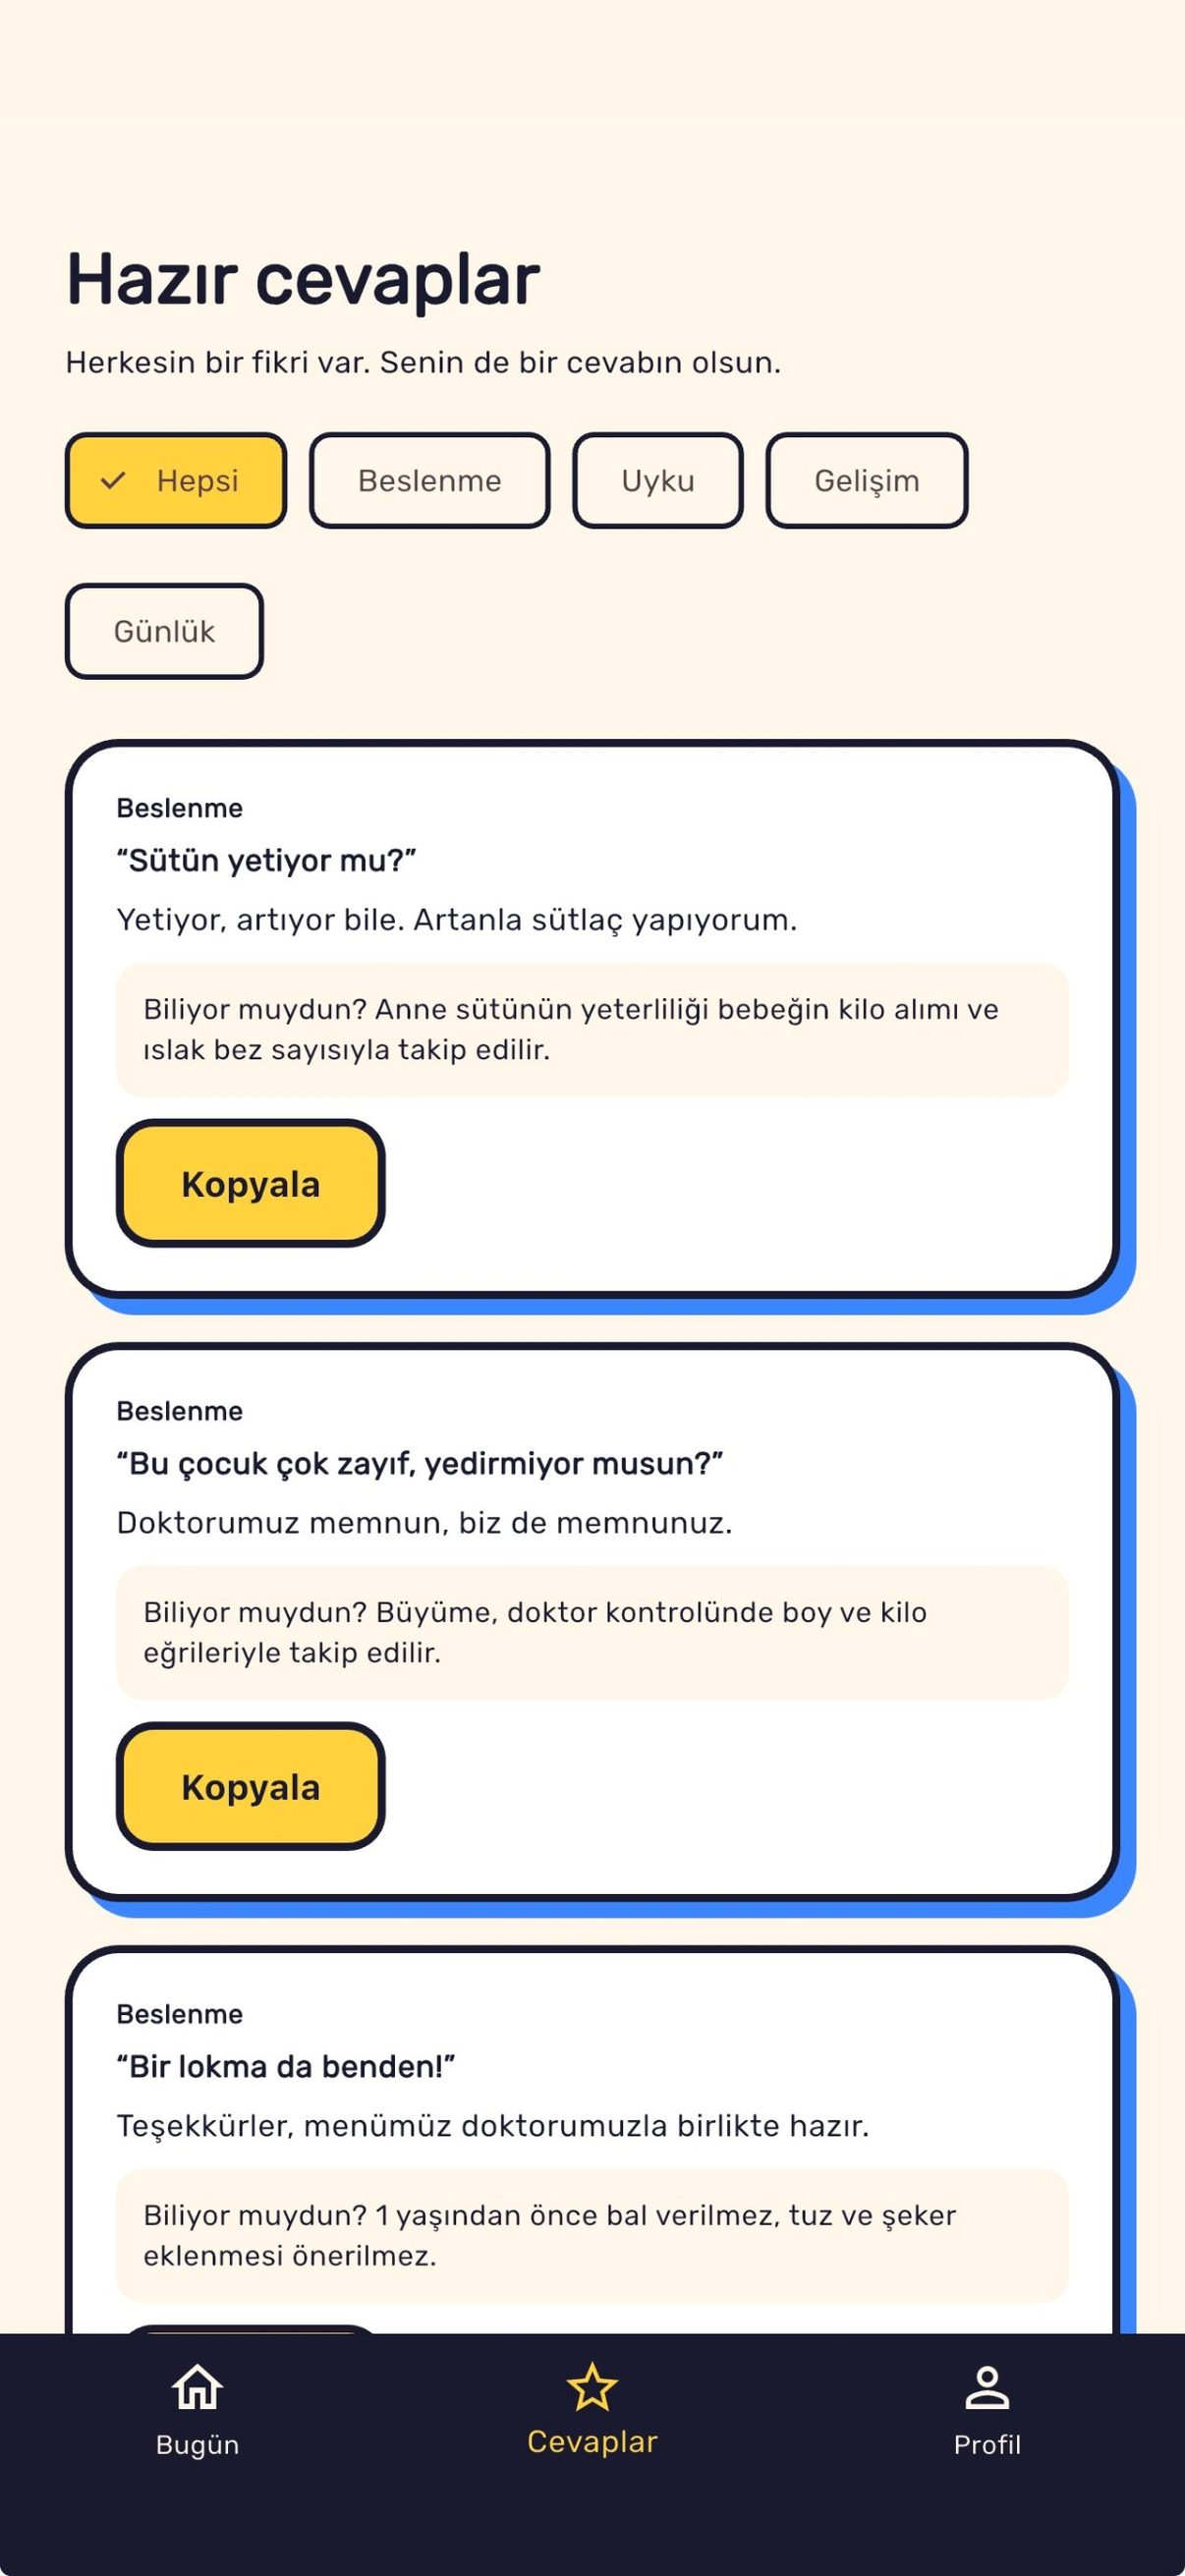 Hazır cevaplar
Herkesin bir fikri var. Senin de bir cevabın olsun.
Hepsi
Beslenme
Uyku
Gelişim
Günlük
Beslenme
“Sütün yetiyor mu?”
Yetiyor, artıyor bile. Artanla sütlaç yapıyorum.
Biliyor muydun? Anne sütünün yeterliliği bebeğin kilo alımı ve
ıslak bez sayısıyla takip edilir.
Kopyala
Beslenme
“Bu çocuk çok zayıf, yedirmiyor musun?”
Doktorumuz memnun, biz de memnunuz.
Biliyor muydun? Büyüme, doktor kontrolünde boy ve kilo
eğrileriyle takip edilir.
Kopyala
Beslenme
“Bir lokma da benden!”
Teşekkürler, menümüz doktorumuzla birlikte hazır.
Biliyor muydun? 1 yaşından önce bal verilmez, tuz ve şeker
eklenmesi önerilmez.
Bugün
Cevaplar
Profil